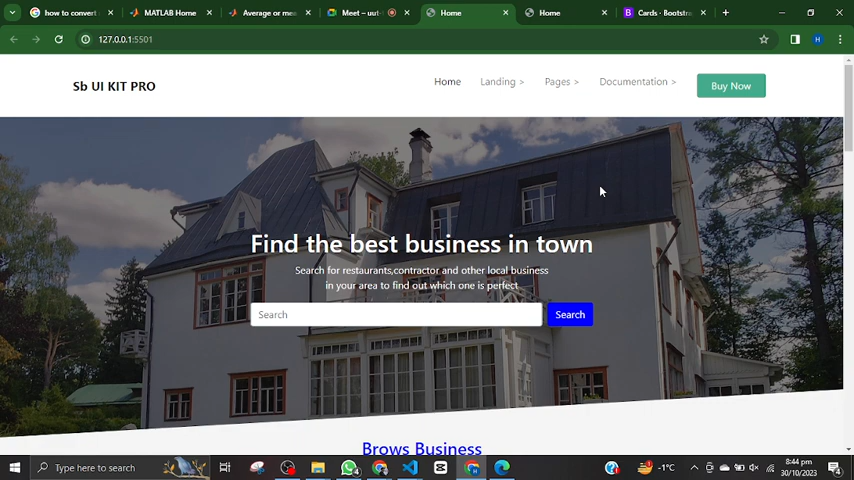 how to convert
MATLAB Home
Average or mea
Meet – uut-
Home
Home
Cards · Bootstra
127.0.0.1:5501
H
Sb UI KIT PRO
Home
Landing >
Pages >
Documentation >
Buy Now
Find the best business in town
Search for restaurants,contractor and other local business
in your area to find out which one is perfect
Search
Search
Brows Business
Type here to search
-1°C
8:44 pm
30/10/2023